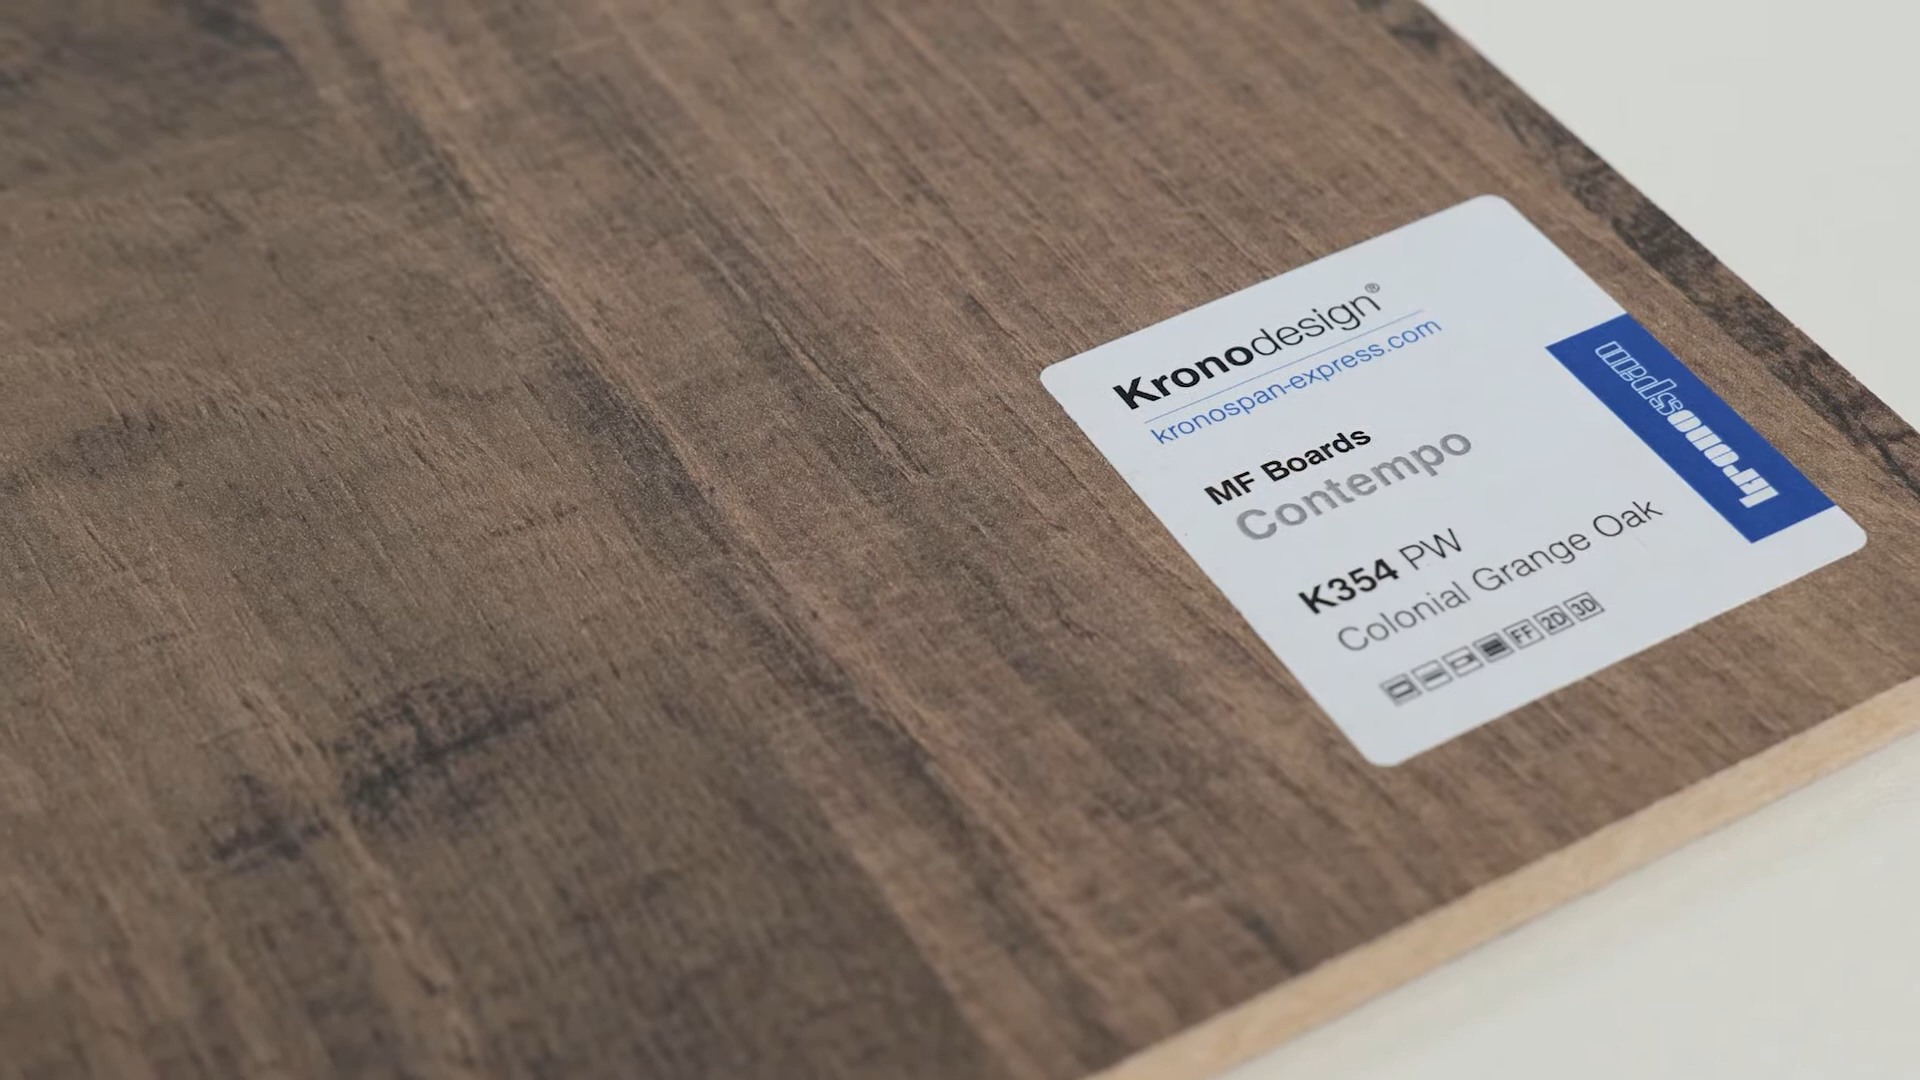 Kronodesign®
kronospan-express.com
MF Boards
Contempo
K354 PW
Colonial Grange Oak
FF 2D 3D
kronospan